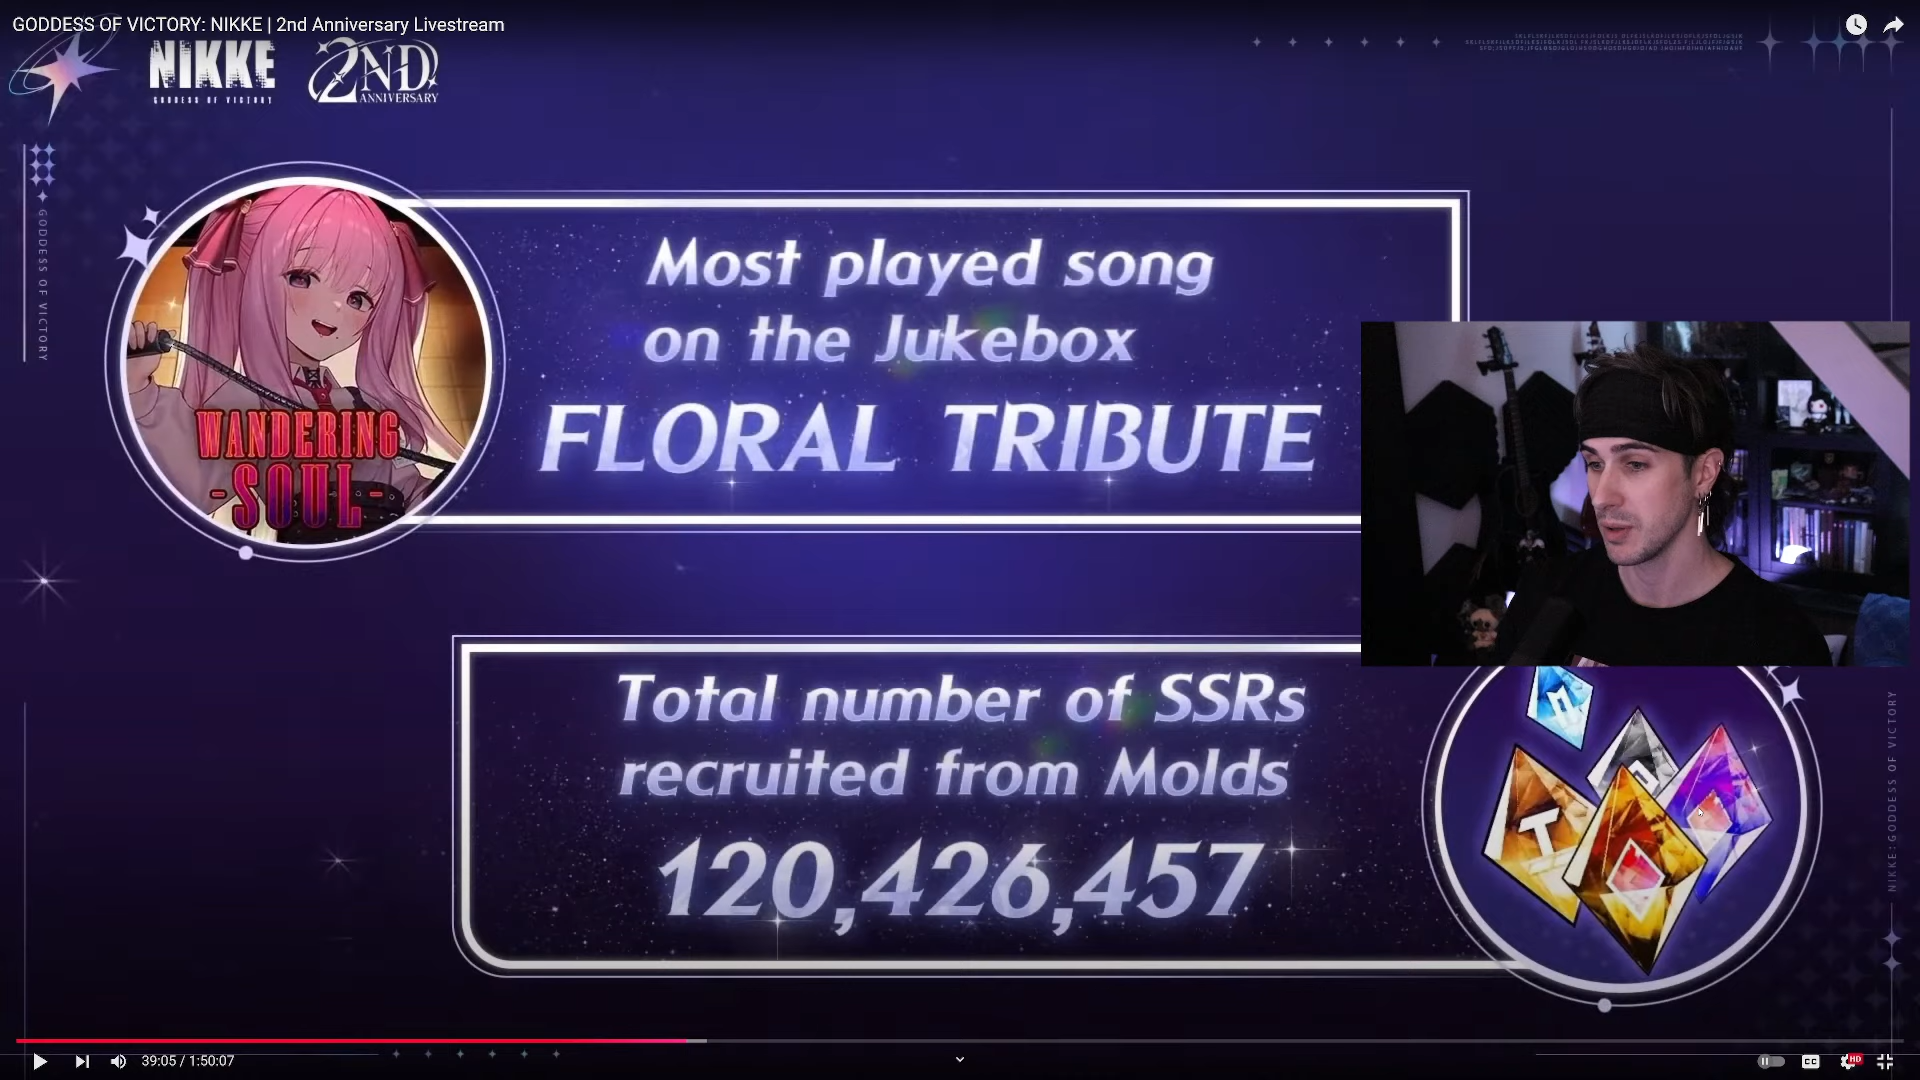 GODDESS OF VICTORY: NIKKE | 2nd Anniversary Livestream
NIKKE
GODDESS OF VICTORY
2ND
ANNIVERSARY
GODDESS OF VICTORY
WANDERING
-SOUL-
Most played song
on the Jukebox
FLORAL TRIBUTE
Total number of SSRs
recruited from Molds
120,426,457
T
NIKKE: GODDESS OF VICTORY
39:05 / 1:50:07
CC
HD